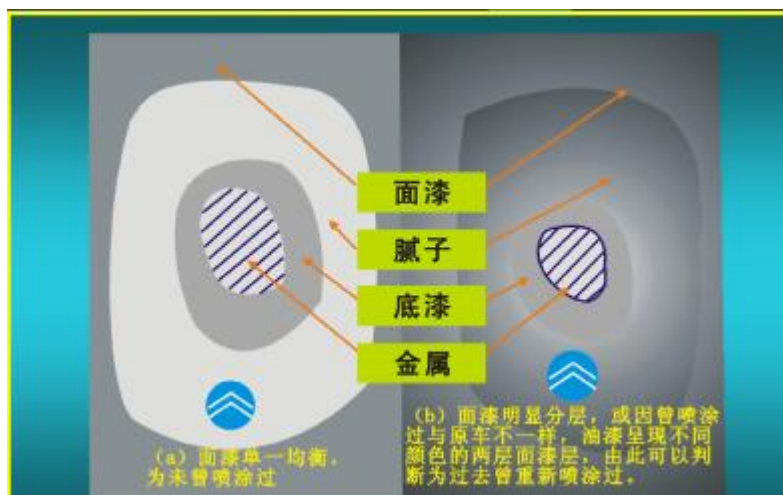 面漆
腻子
底漆
金属
（a）面漆单一均衡，
为未曾喷涂过
（b）面漆明显分层，或因曾喷涂
过与原车不一样，油漆呈现不同
颜色的两层面漆层，由此可以判
断为过去曾重新喷涂过。